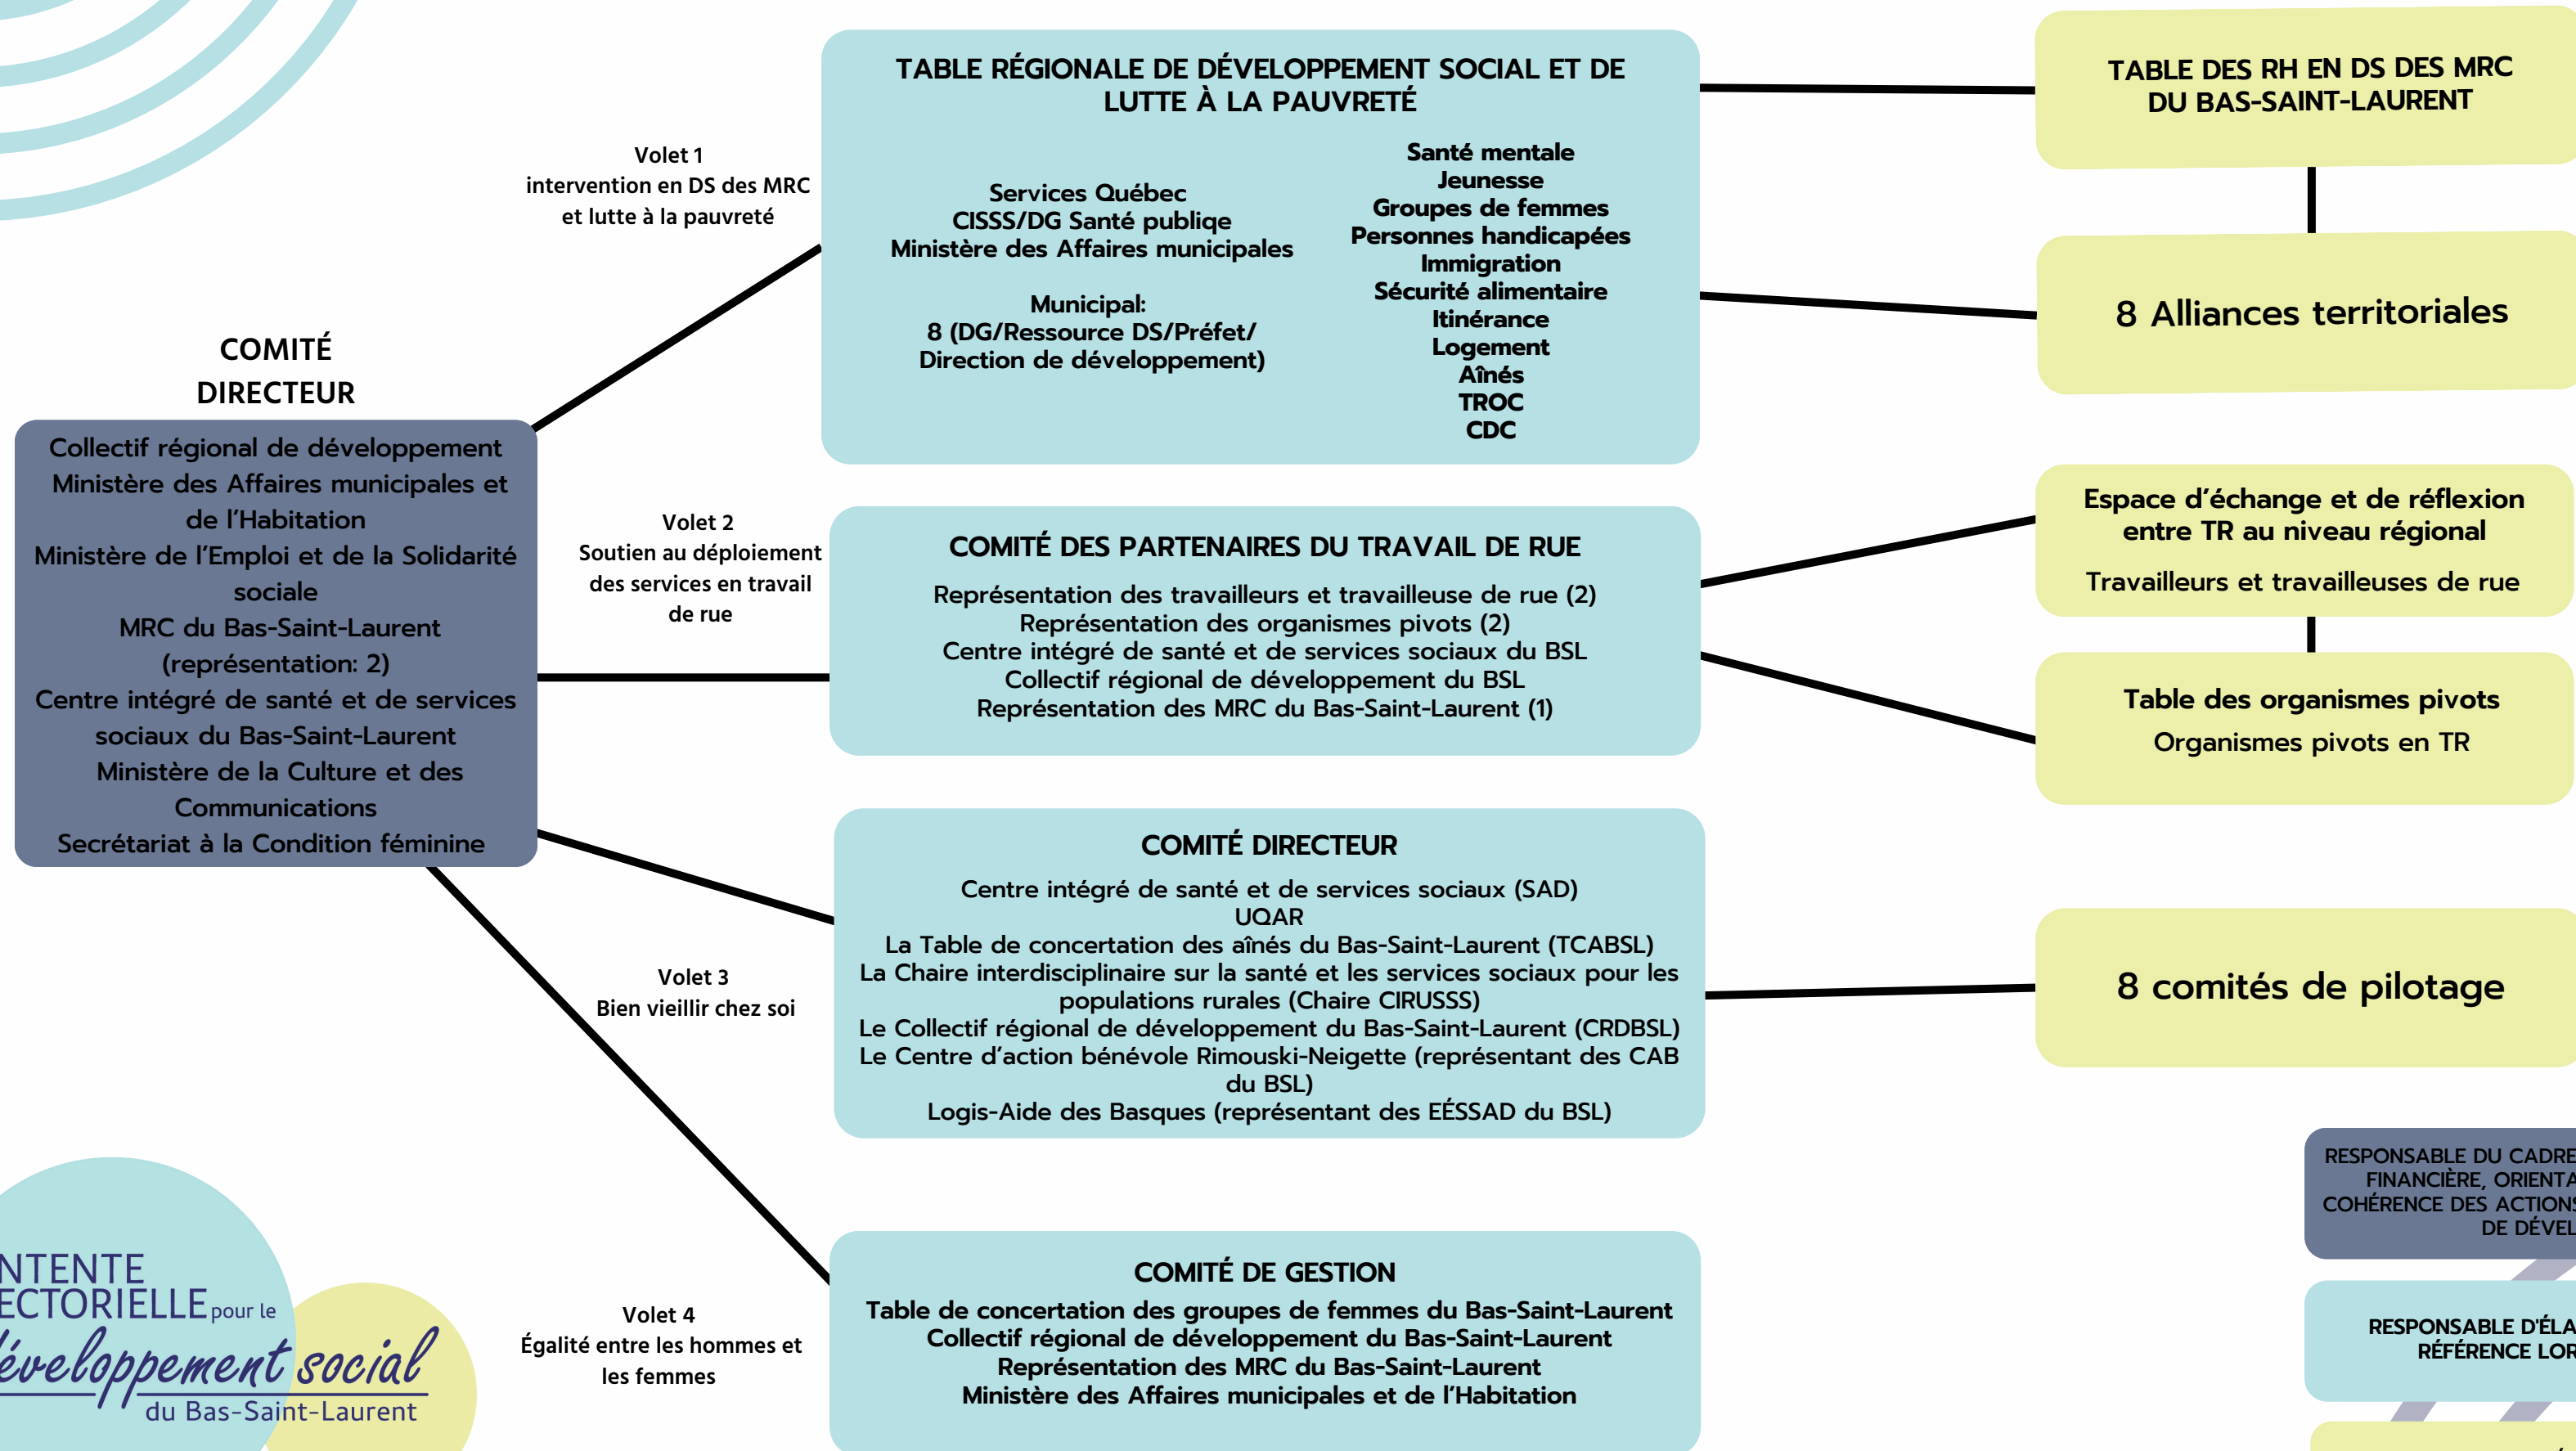 COMITÉ
DIRECTEUR
Collectif régional de développement
Ministère des Affaires municipales et
de l'Habitation
Ministère de l'Emploi et de la Solidarité
sociale
MRC du Bas-Saint-Laurent
(représentation: 2)
Centre intégré de santé et de services
sociaux du Bas-Saint-Laurent
Ministère de la Culture et des
Communications
Secrétariat à la Condition féminine
Volet 1
intervention en DS des MRC
et lutte à la pauvreté
TABLE RÉGIONALE DE DÉVELOPPEMENT SOCIAL ET DE
LUTTE À LA PAUVRETÉ
Services Québec
CISSS/DG Santé publiqe
Ministère des Affaires municipales
Municipal:
8 (DG/Ressource DS/Préfet/
Direction de développement)
Santé mentale
Jeunesse
Groupes de femmes
Personnes handicapées
Immigration
Sécurité alimentaire
Itinérance
Logement
Aînés
TROC
CDC
TABLE DES RH EN DS DES MRC
DU BAS-SAINT-LAURENT
8 Alliances territoriales
Volet 2
Soutien au déploiement
des services en travail
de rue
COMITÉ DES PARTENAIRES DU TRAVAIL DE RUE
Représentation des travailleurs et travailleuse de rue (2)
Représentation des organismes pivots (2)
Centre intégré de santé et de services sociaux du BSL
Collectif régional de développement du BSL
Représentation des MRC du Bas-Saint-Laurent (1)
Espace d'échange et de réflexion
entre TR au niveau régional
Travailleurs et travailleuses de rue
Table des organismes pivots
Organismes pivots en TR
Volet 3
Bien vieillir chez soi
COMITÉ DIRECTEUR
Centre intégré de santé et de services sociaux (SAD)
UQAR
La Table de concertation des aînés du Bas-Saint-Laurent (TCABSL)
La Chaire interdisciplinaire sur la santé et les services sociaux pour les
populations rurales (Chaire CIRUSSS)
Le Collectif régional de développement du Bas-Saint-Laurent (CRDBSL)
Le Centre d'action bénévole Rimouski-Neigette (représentant des CAB
du BSL)
Logis-Aide des Basques (représentant des EÉSSAD du BSL)
8 comités de pilotage
Volet 4
Égalité entre les hommes et
les femmes
COMITÉ DE GESTION
Table de concertation des groupes de femmes du Bas-Saint-Laurent
Collectif régional de développement du Bas-Saint-Laurent
Représentation des MRC du Bas-Saint-Laurent
Ministère des Affaires municipales et de l'Habitation
NTENTE
ECTORIELLE pour le
éveloppement social
du Bas-Saint-Laurent
RESPONSABLE DU CADRE
FINANCIÈRE, ORIENTA
COHÉRENCE DES ACTIONS
DE DÉVEL
RESPONSABLE D'ÉLA
RÉFÉRENCE LOR